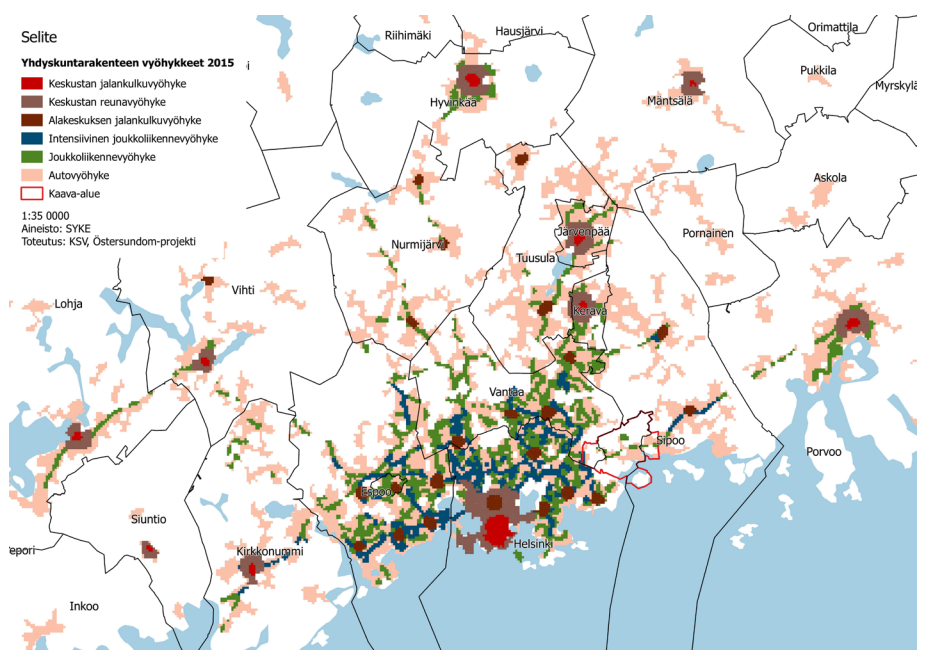 Selite
Yhdyskuntarakenteen vyöhykkeet 2015
Keskustan jalankulkuvyöhyke
Keskustan reunavyöhyke
Alakeskuksen jalankulkuvyöhyke
Intensiivinen joukkoliikennevyöhyke
Joukkoliikennevyöhyke
Autovyöhyke
Kaava-alue
1:35 0000
Aineisto: SYKE
Toteutus: KSV, Östersundom-projekti
Riihimäki
Hausjärvi
Orimattila
Pukkila
Myrskylä
Hyvinkää
Mäntsälä
Askola
Järvenpää
Pornainen
Nurmijärvi
Tuusula
Vihti
Lohja
Kerava
Vantaa
Sipoo
Porvoo
Espoo
Siuntio
Kirkkonummi
Helsinki
epori
Inkoo